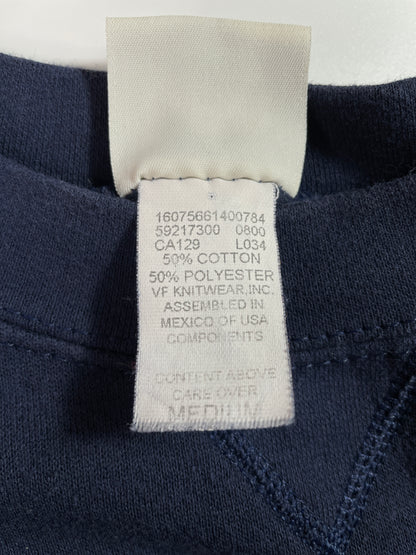 16075661400784
59217300 0800
CA129 L034
50% COTTON
50% POLYESTER
VF KNITWEAR, INC.
ASSEMBLED IN
MEXICO OF USA
COMPONENTS
CONTENT ABOVE
CARE OVER
MEDIUM